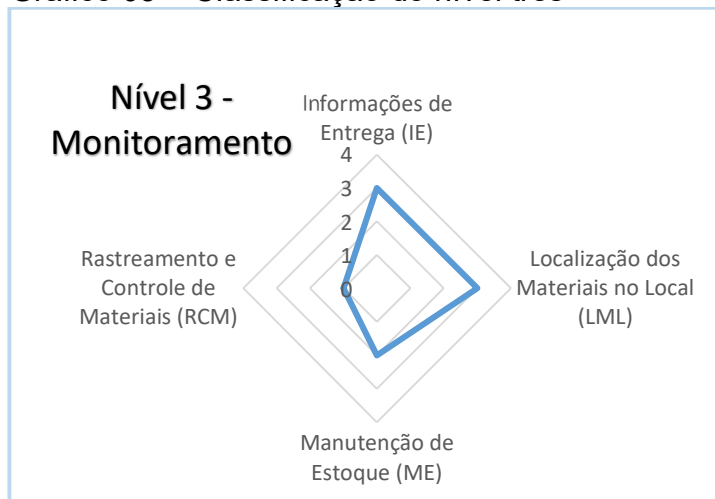 Nível 3 -
Monitoramento
Informações de
Entrega (IE)
4
3
2
1
0
Rastreamento e
Controle de
Materiais (RCM)
Localização dos
Materiais no Local
(LML)
Manutenção de
Estoque (ME)